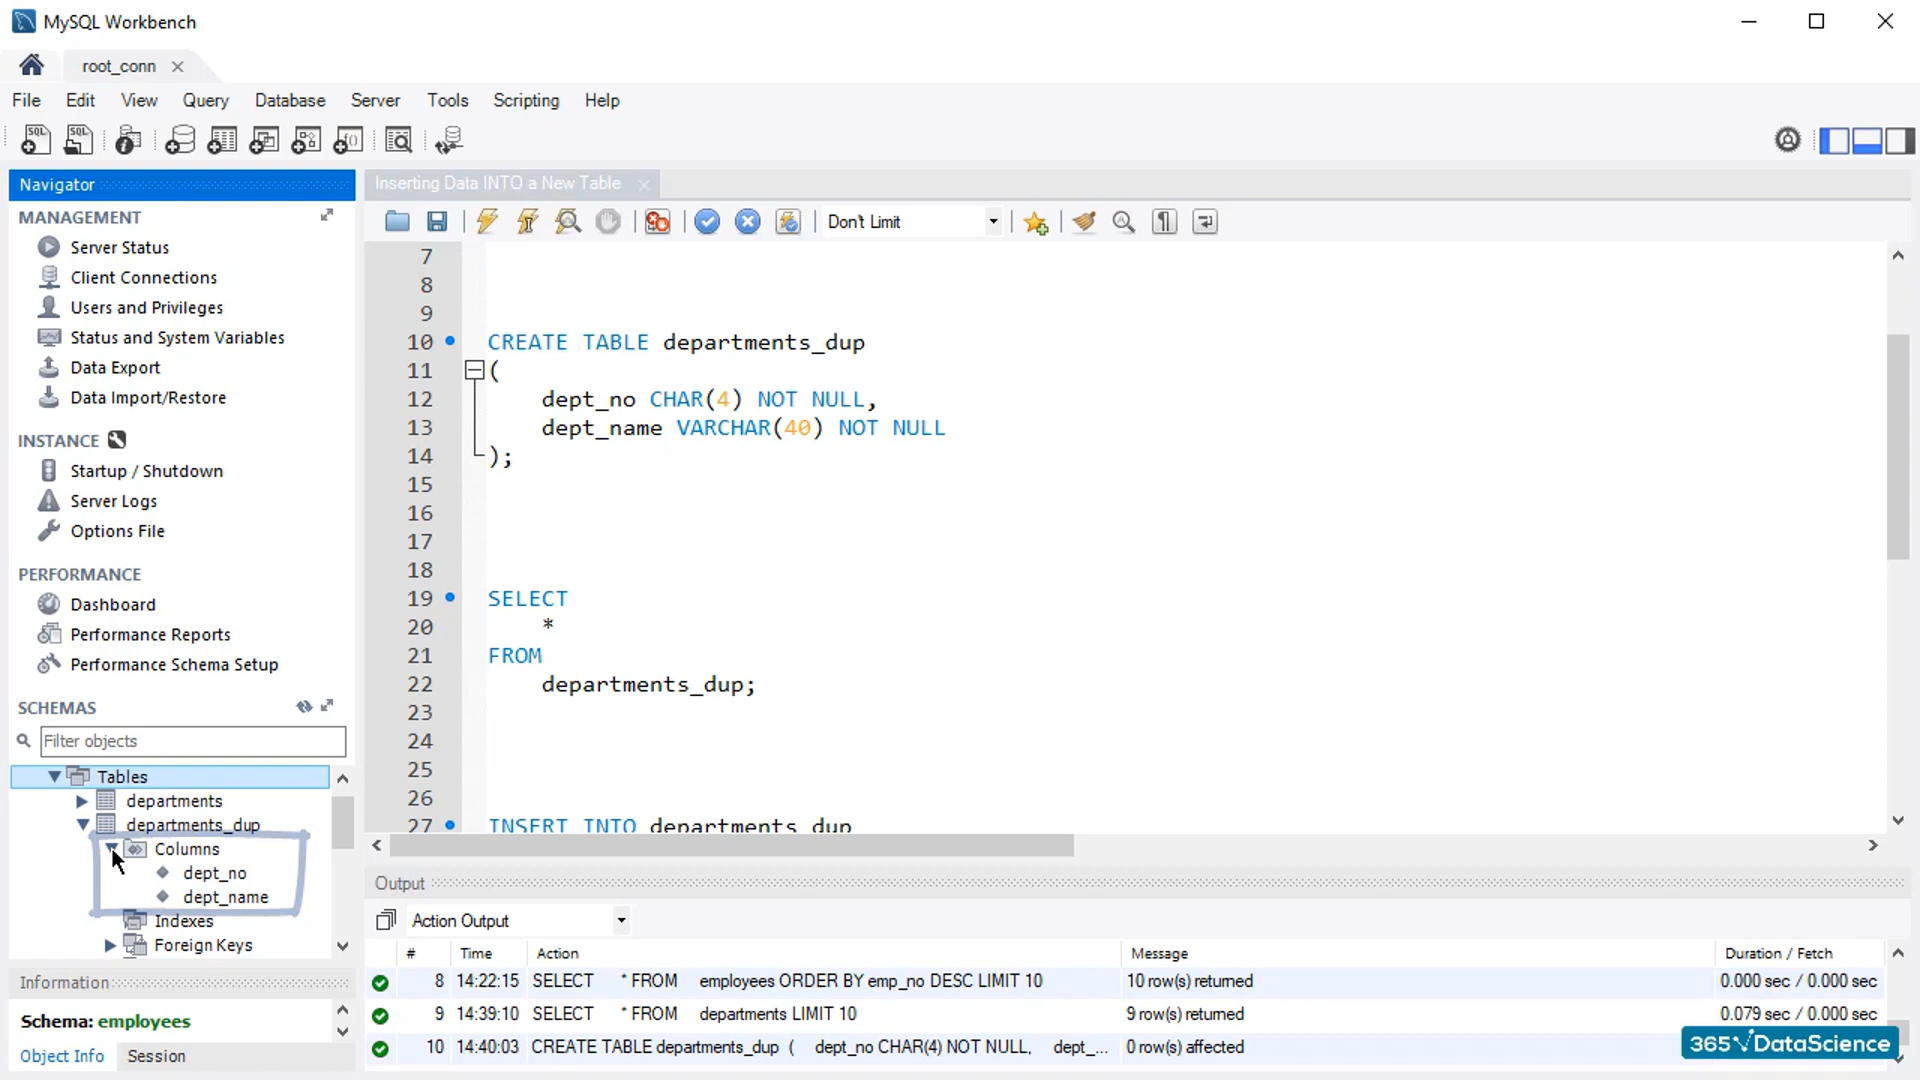 MySQL Workbench
root_conn
File Edit View Query Database Server Tools Scripting Help
Navigator
MANAGEMENT
Server Status
Client Connections
Users and Privileges
Status and System Variables
Data Export
Data Import/Restore
INSTANCE
Startup / Shutdown
Server Logs
Options File
PERFORMANCE
Dashboard
Performance Reports
Performance Schema Setup
SCHEMAS
Filter objects
Tables
departments
departments_dup
Columns
dept_no
dept_name
Indexes
Foreign Keys
Information
Schema: employees
Object Info Session
Inserting Data INTO a New Table
Don't Limit
7
8
9
10 CREATE TABLE departments_dup
11 (
12 dept_no CHAR(4) NOT NULL,
13 dept_name VARCHAR(40) NOT NULL
14 );
15
16
17
18
19 SELECT
20 *
21 FROM
22 departments_dup;
23
24
25
26
27 INSERT INTO departments_dup
Output
Action Output
# Time Action Message Duration / Fetch
8 14:22:15 SELECT * FROM employees ORDER BY emp_no DESC LIMIT 10 10 row(s) returned 0.000 sec / 0.000 sec
9 14:39:10 SELECT * FROM departments LIMIT 10 9 row(s) returned 0.079 sec / 0.000 sec
10 14:40:03 CREATE TABLE departments_dup ( dept_no CHAR(4) NOT NULL, dept_... 0 row(s) affected
365√DataScience